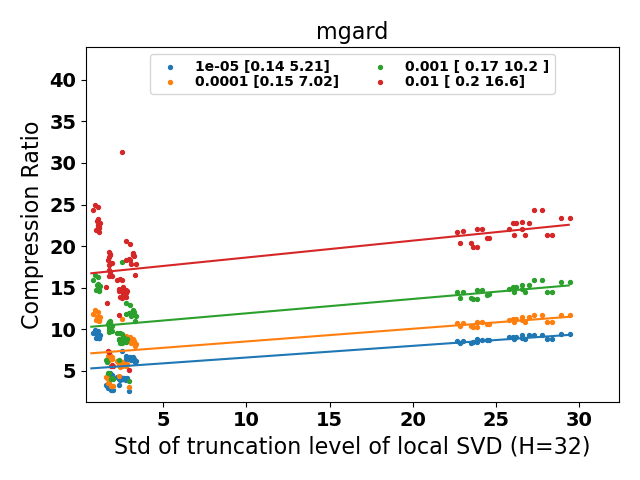 mgard
1e-05 [0.14 5.21]
0.0001 [0.15 7.02]
0.001 [ 0.17 10.2 ]
0.01 [ 0.2 16.6]
Compression Ratio
40
35
30
25
20
15
10
5
5 10 15 20 25 30
Std of truncation level of local SVD (H=32)